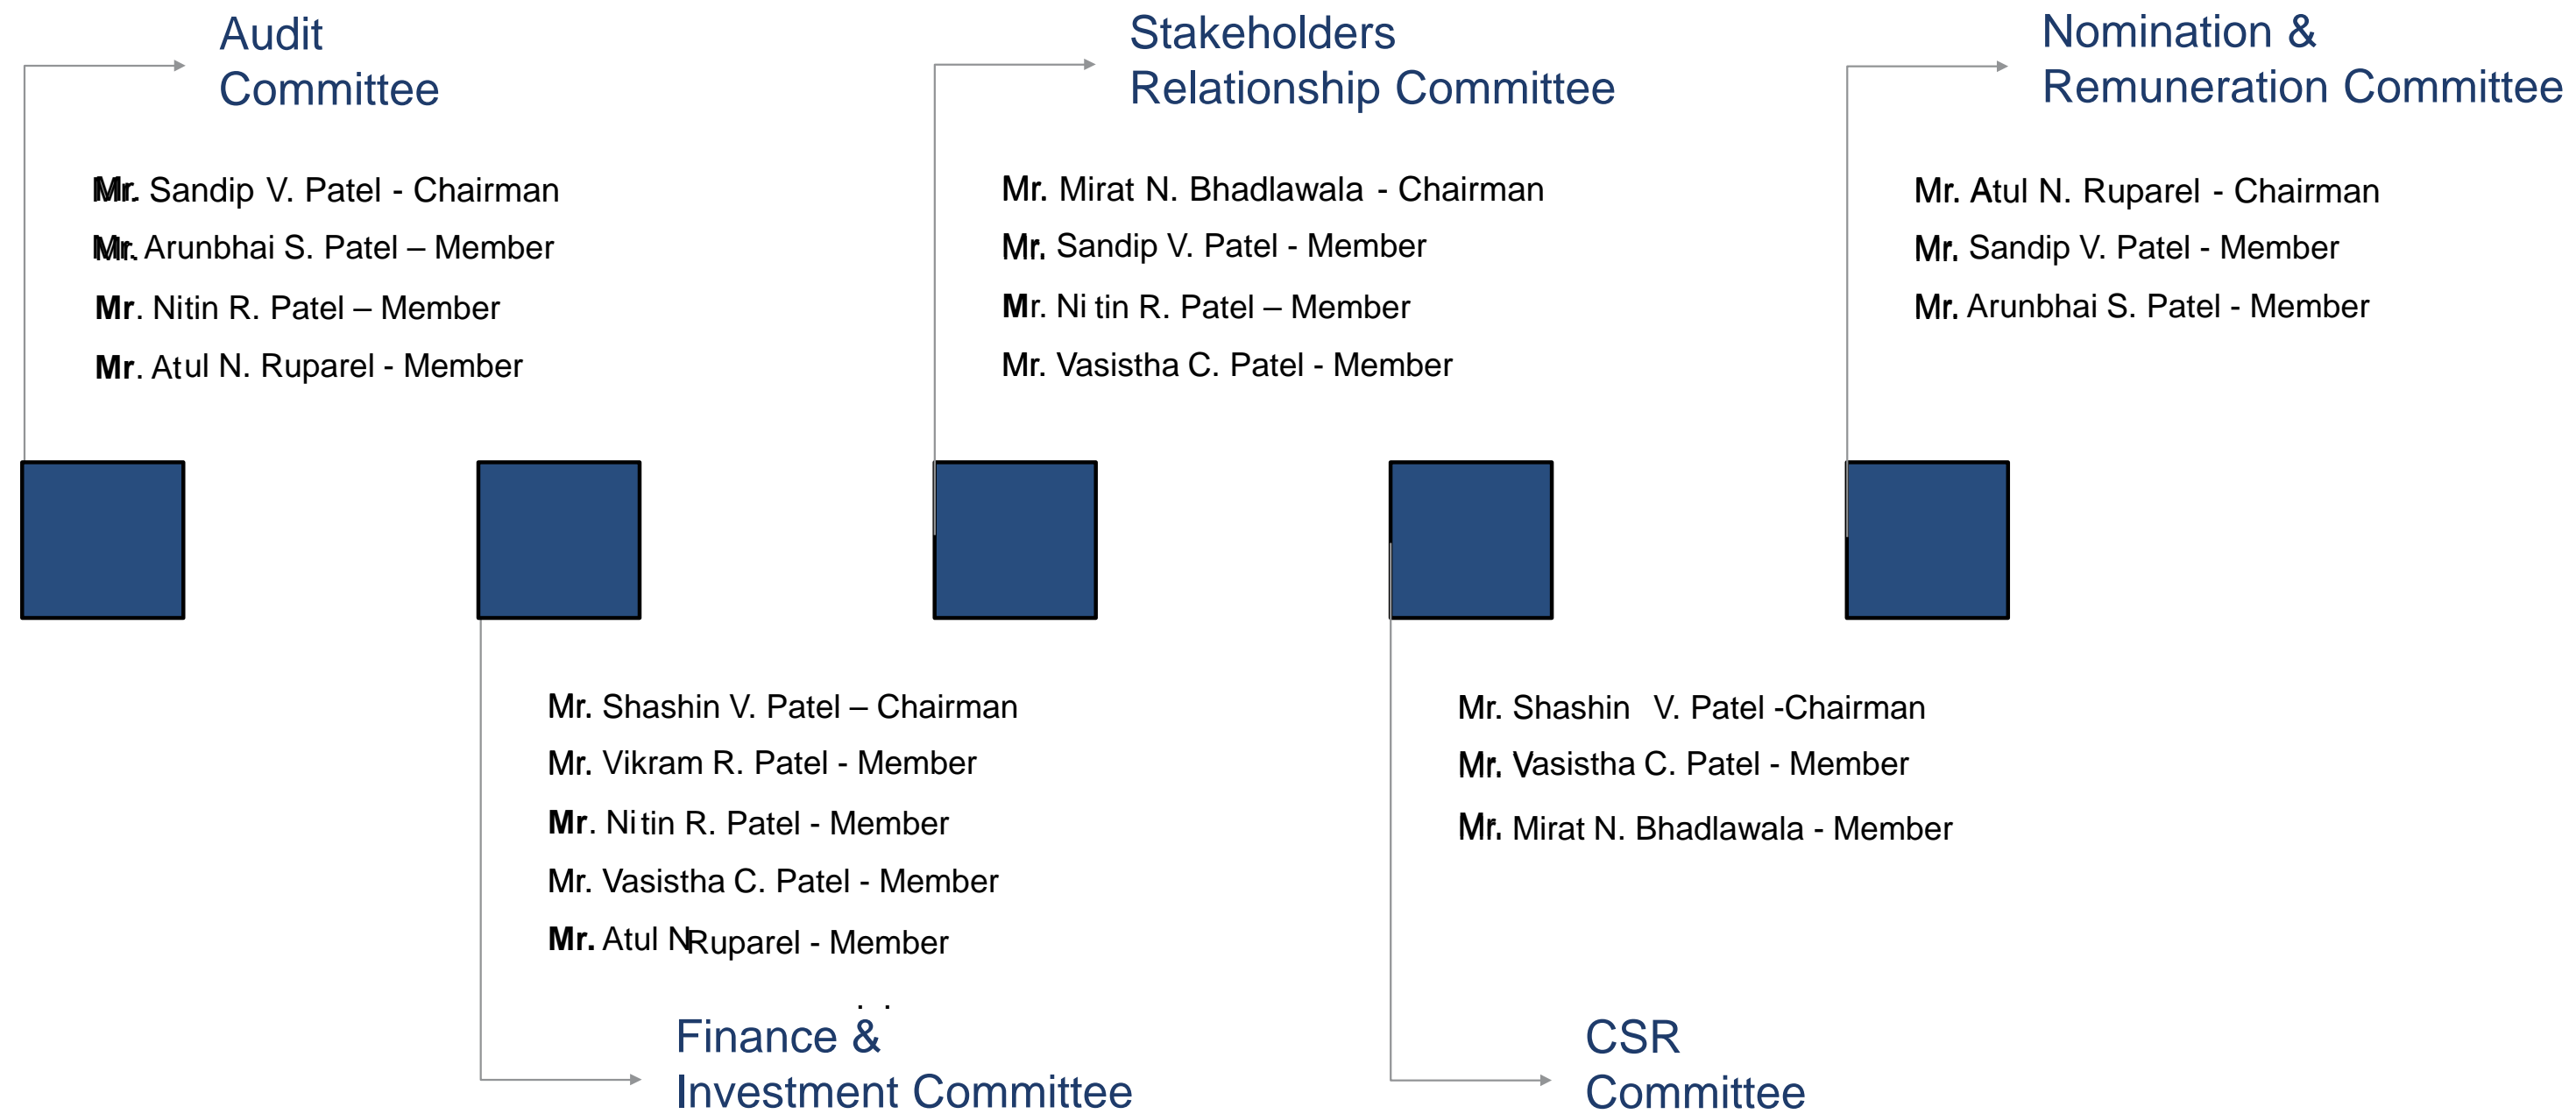 Audit
Committee
Mr. Sandip V. Patel - Chairman
Mr. Arunbhai S. Patel – Member
Mr. Nitin R. Patel – Member
Mr. Atul N. Ruparel - Member
Stakeholders
Relationship Committee
Mr. Mirat N. Bhadlawala - Chairman
Mr. Sandip V. Patel - Member
Mr. Nitin R. Patel – Member
Mr. Vasistha C. Patel - Member
Nomination &
Remuneration Committee
Mr. Atul N. Ruparel - Chairman
Mr. Sandip V. Patel - Member
Mr. Arunbhai S. Patel - Member
Mr. Shashin V. Patel – Chairman
Mr. Vikram R. Patel - Member
Mr. Nitin R. Patel - Member
Mr. Vasistha C. Patel - Member
Mr. Atul N Ruparel - Member
Finance &
Investment Committee
Mr. Shashin V. Patel -Chairman
Mr. Vasistha C. Patel - Member
Mr. Mirat N. Bhadlawala - Member
CSR
Committee